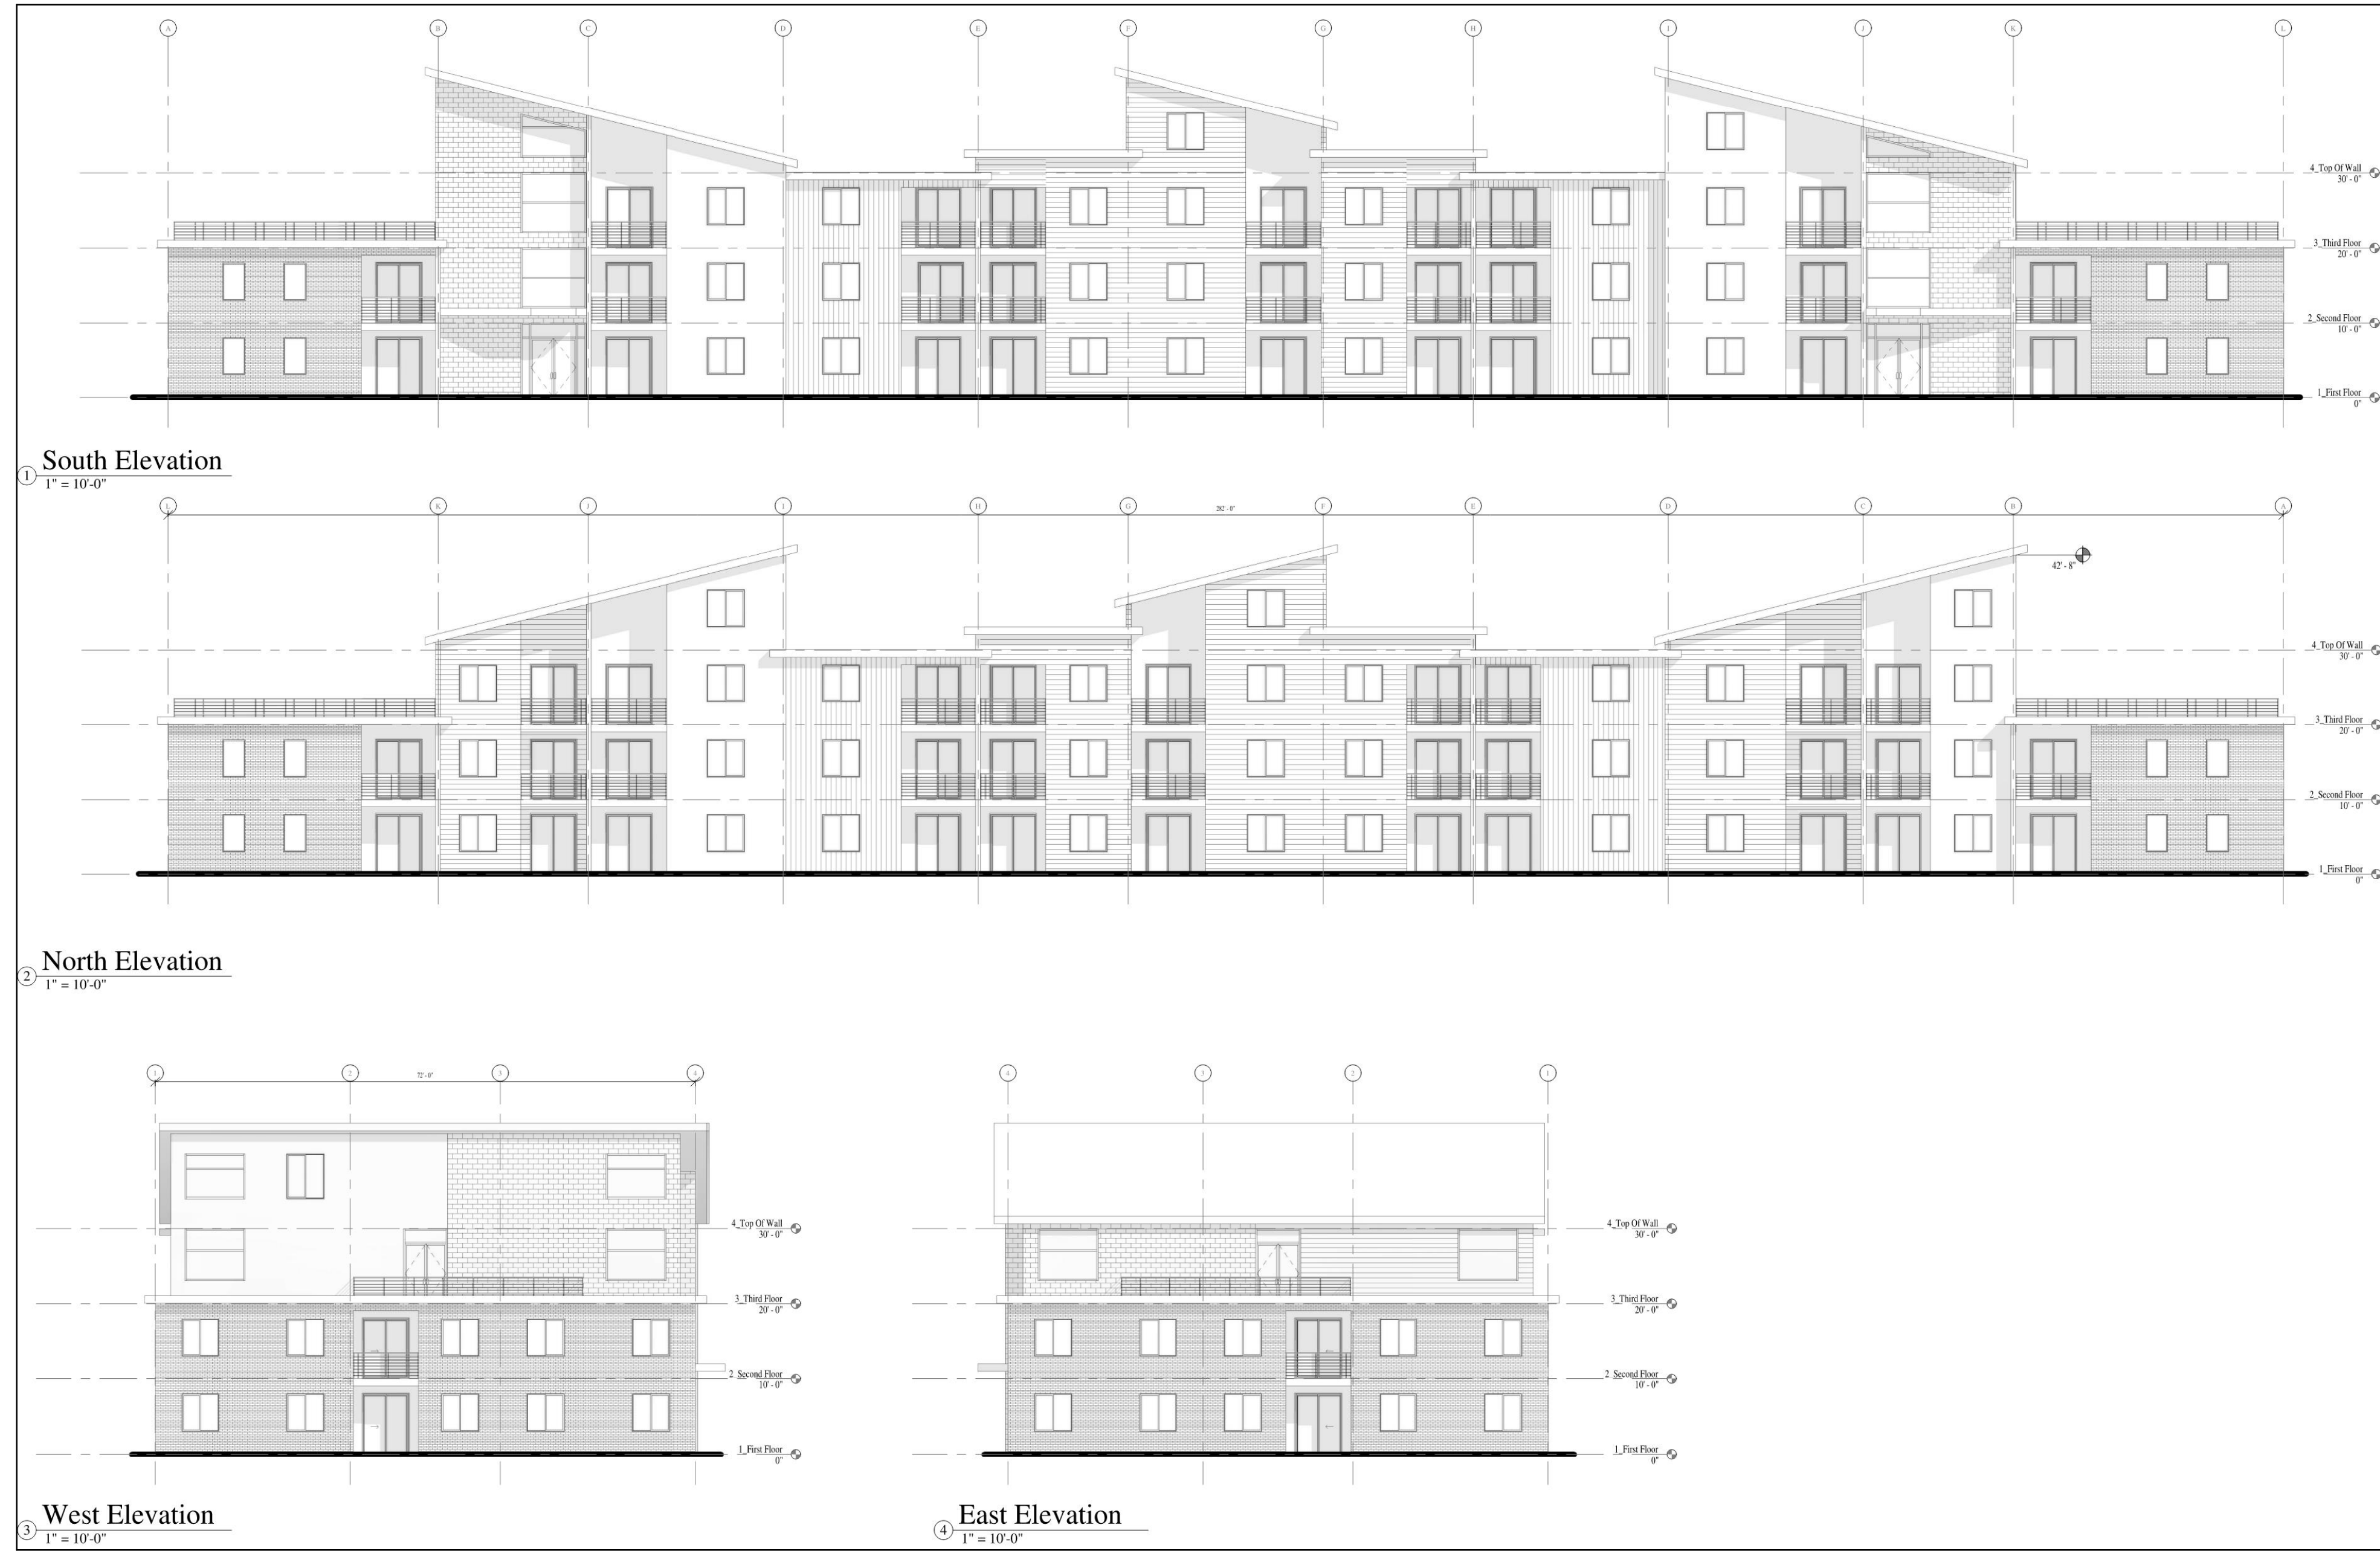 A B C D E F G H I J K L
4_Top Of Wall
30' - 0"
3_Third Floor
20' - 0"
2_Second Floor
10' - 0"
1_First Floor
0"
1 South Elevation
1" = 10'-0"
L K J I H G F E D C B A
282' - 0"
42' - 8"
4_Top Of Wall
30' - 0"
3_Third Floor
20' - 0"
2_Second Floor
10' - 0"
1_First Floor
0"
2 North Elevation
1" = 10'-0"
1 2 3 4
72' - 0"
4_Top Of Wall
30' - 0"
3_Third Floor
20' - 0"
2_Second Floor
10' - 0"
1_First Floor
0"
3 West Elevation
1" = 10'-0"
4 3 2 1
4_Top Of Wall
30' - 0"
3_Third Floor
20' - 0"
2_Second Floor
10' - 0"
1_First Floor
0"
4 East Elevation
1" = 10'-0"